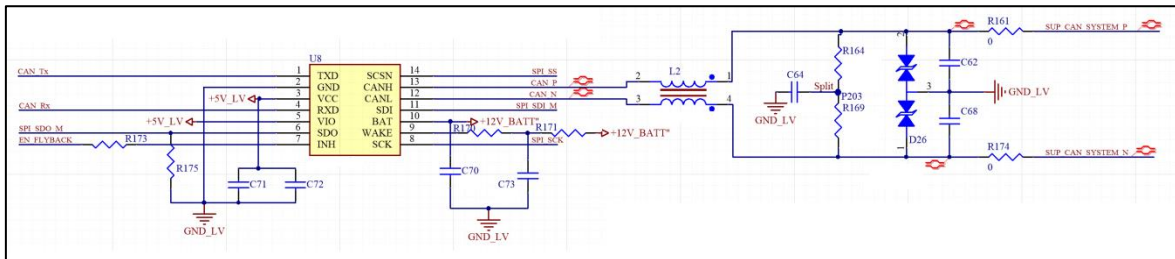 R161
SUP_CAN_SYSTEM_P
0
U8
R164
L2
CAN_Tx
1
TXD
SCSN
14
SPI_SS
2
1
2
GND
CANH
13
CAN_P
C64
Split
C62
+5V_LV
3
VCC
CANL
12
CAN_N
3
4
P203
3
GND_LV
CAN_Rx
4
RXD
SDI
11
SPI_SDI_M
GND_LV
R169
+5V_LV
5
VIO
BAT
10
+12V_BATT"
C68
SPI_SDO_M
6
SDO
WAKE
9
R170
R171
+12V_BATT"
D26
EN_FLYBACK
R173
7
INH
SCK
8
SPI_SCK
1
R174
SUP_CAN_SYSTEM_N
0
R175
C71
C72
C70
C73
GND_LV
GND_LV